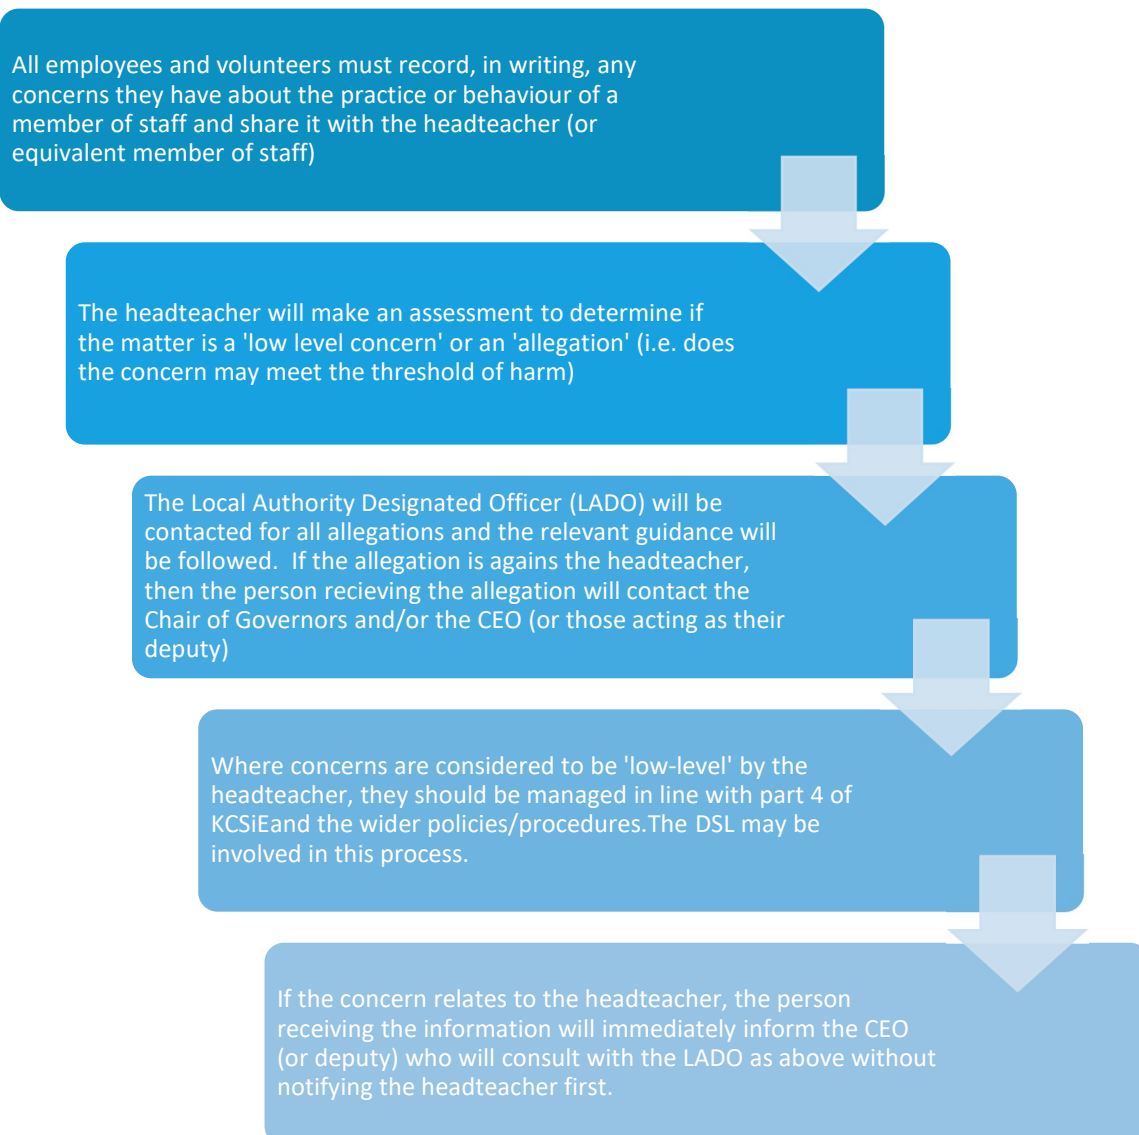 All employees and volunteers must record, in writing, any
concerns they have about the practice or behaviour of a
member of staff and share it with the headteacher (or
equivalent member of staff)
The headteacher will make an assessment to determine if
the matter is a 'low level concern' or an 'allegation' (i.e. does
the concern may meet the threshold of harm)
The Local Authority Designated Officer (LADO) will be
contacted for all allegations and the relevant guidance will
be followed.  If the allegation is agains the headteacher,
then the person recieving the allegation will contact the
Chair of Governors and/or the CEO (or those acting as their
deputy)
Where concerns are considered to be 'low-level' by the
headteacher, they should be managed in line with part 4 of
KCSiEand the wider policies/procedures.The DSL may be
involved in this process.
If the concern relates to the headteacher, the person
receiving the information will immediately inform the CEO
(or deputy) who will consult with the LADO as above without
notifying the headteacher first.